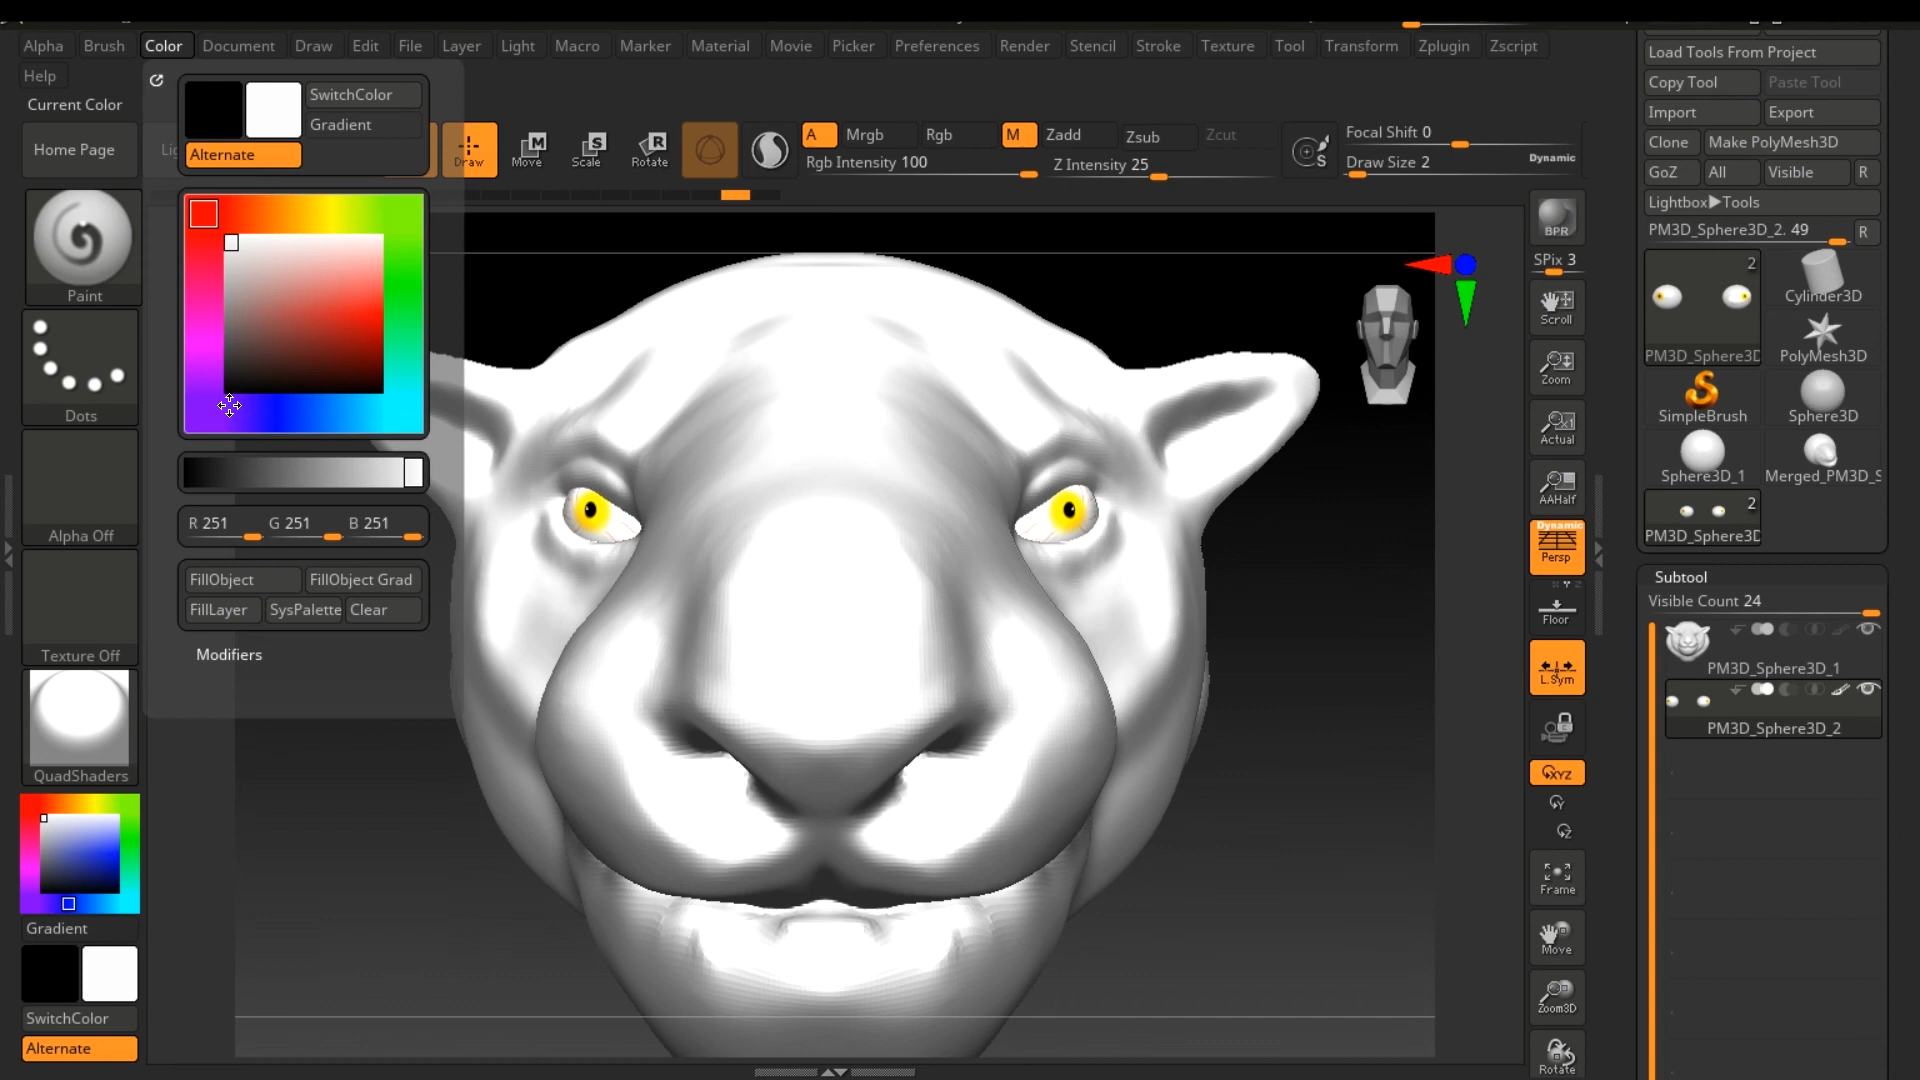 Alpha Brush Color Document Draw Edit File Layer Light Macro Marker Material Movie Picker Preferences Render Stencil Stroke Texture Tool Transform Zplugin Zscript
Help
Current Color
Home Page
SwitchColor
Gradient
Alternate
Draw
Move
Scale
Rotate
A Mrgb Rgb M Zadd Zsub Zcut
Rgb Intensity 100 Z Intensity 25
Focal Shift 0
Draw Size 2 Dynamic
Paint
Dots
Alpha Off
Texture Off
QuadShaders
Gradient
SwitchColor
Alternate
R 251 G 251 B 251
FillObject FillObject Grad
FillLayer SysPalette Clear
Modifiers
BPR
SPix 3
Scroll
Zoom
Actual
AAHalf
Dynamic
Persp
Floor
L.Sym
XYZ
Y
Z
Frame
Move
Zoom3D
Rotate
Load Tools From Project
Copy Tool Paste Tool
Import Export
Clone Make PolyMesh3D
GoZ All Visible R
Lightbox▶Tools
PM3D_Sphere3D_2. 49 R
2
PM3D_Sphere3D Cylinder3D
PolyMesh3D
SimpleBrush Sphere3D
Sphere3D_1 Merged_PM3D_S
2
PM3D_Sphere3D
Subtool
Visible Count 24
PM3D_Sphere3D_1
PM3D_Sphere3D_2